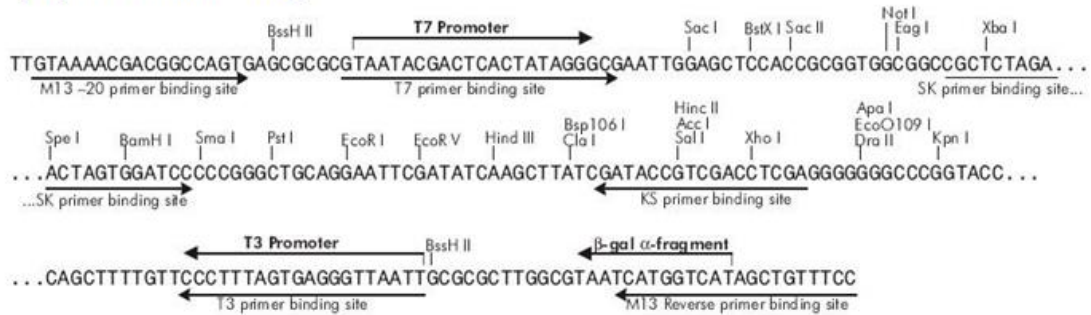 Not I
BssH II T7 Promoter Sac I BstX I Sac II Eag I Xba I
TTGTAAAACGACGGCCAGTGAGCGCGCGTAATACGACTCACTATAGGGCGAATTGGAGCTCCACCGCGGTGGCGGCCGCTCTAGA...
M13 –20 primer binding site T7 primer binding site SK primer binding site...
Hinc II Apa I
Bsp106 I Acc I EcoO109 I
Spe I BamH I Sma I Pst I EcoR I EcoR V Hind III Cla I Sal I Xho I Dra II Kpn I
...ACTAGTGGATCCCCCGGGCTGCAGGAATTCGATATCAAGCTTATCGATACCGTCGACCTCGAGGGGGGGCCCGGTACC...
...SK primer binding site KS primer binding site
T3 Promoter BssH II β-gal α-fragment
...CAGCTTTTGTTCCCTTTAGTGAGGGTTAATTGCGCGCTTGGCGTAATCATGGTCATAGCTGTTTCC
T3 primer binding site M13 Reverse primer binding site